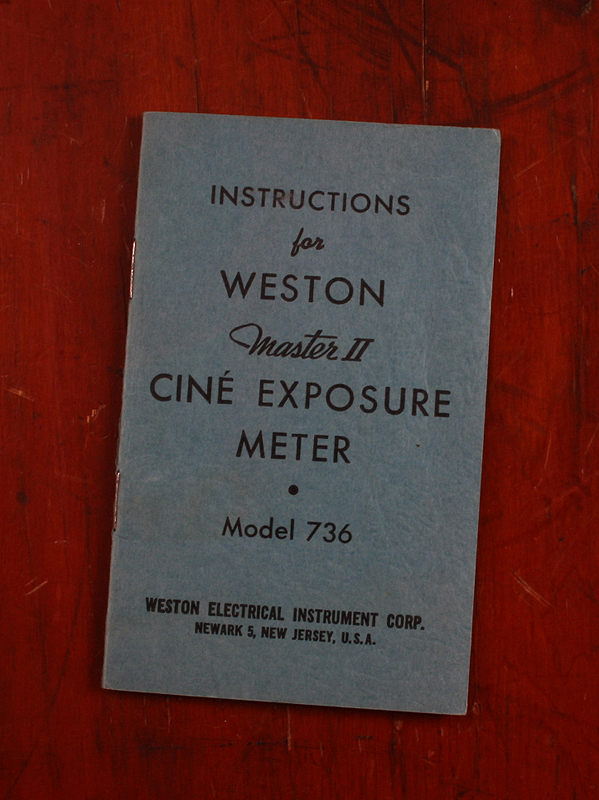 INSTRUCTIONS
for
WESTON
Master II
CINÉ EXPOSURE
METER
•
Model 736
WESTON ELECTRICAL INSTRUMENT CORP.
NEWARK 5, NEW JERSEY, U.S.A.